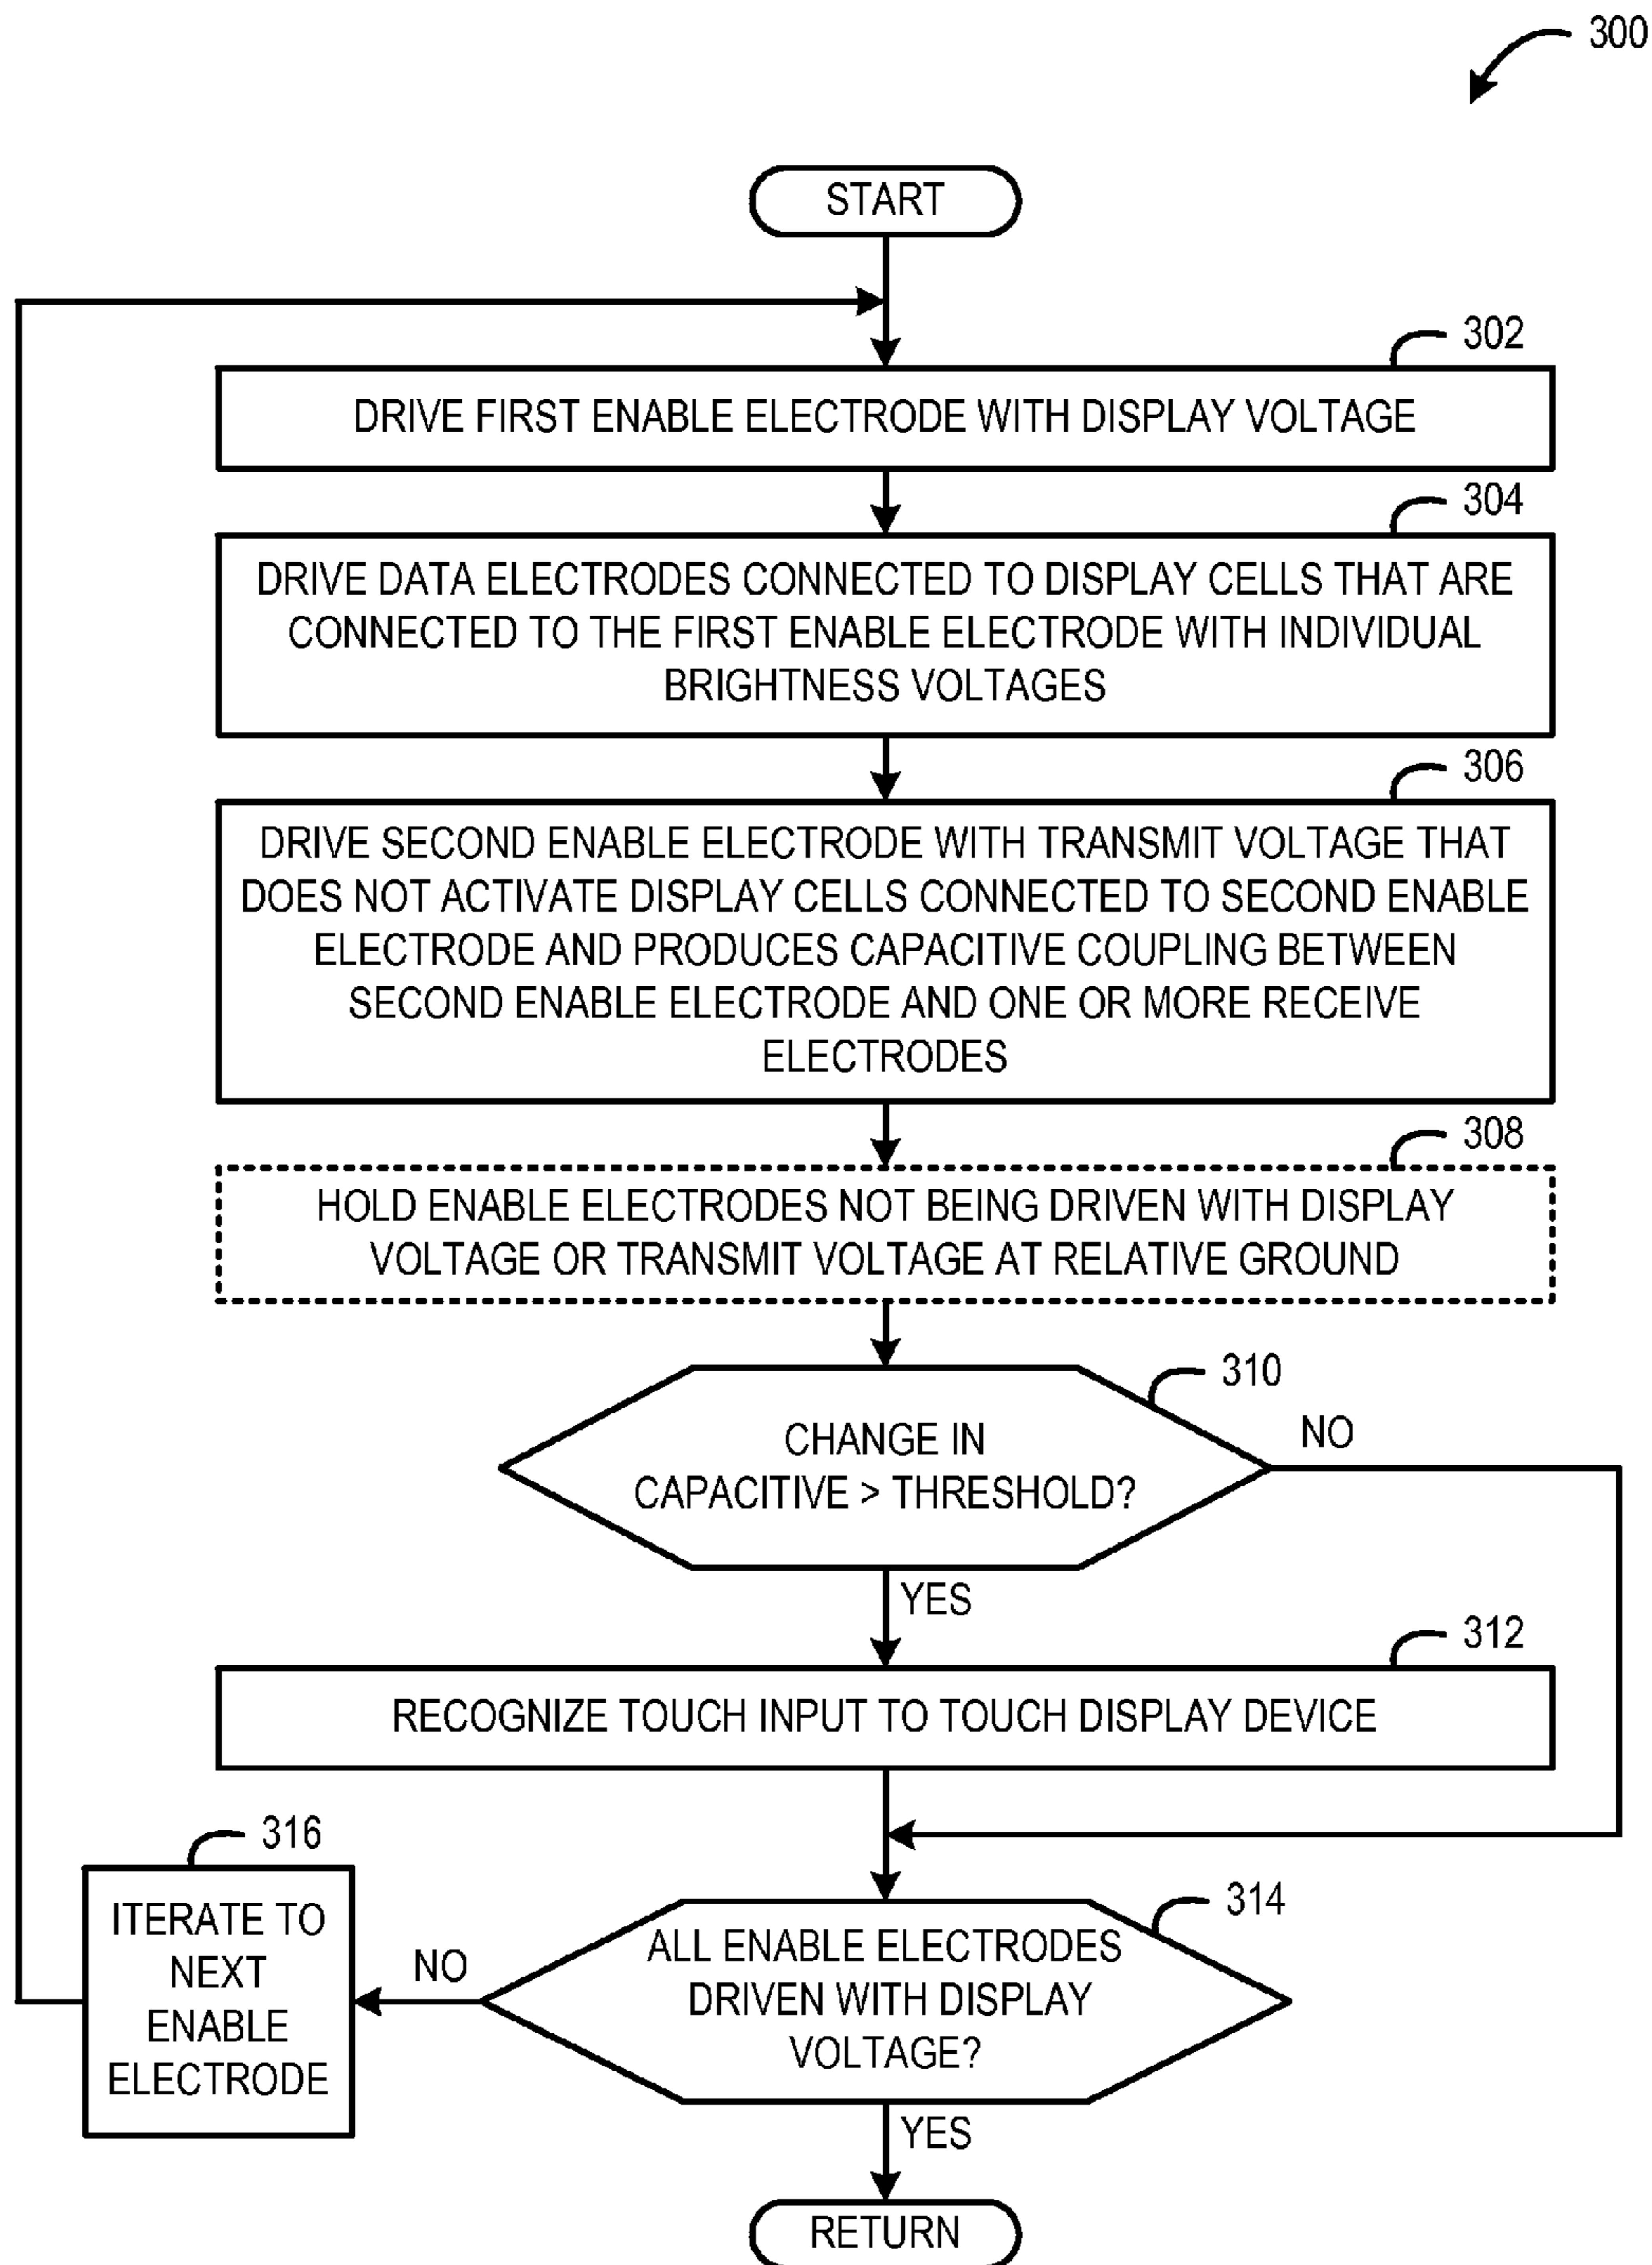 300
START
302
DRIVE FIRST ENABLE ELECTRODE WITH DISPLAY VOLTAGE
304
DRIVE DATA ELECTRODES CONNECTED TO DISPLAY CELLS THAT ARE
CONNECTED TO THE FIRST ENABLE ELECTRODE WITH INDIVIDUAL
BRIGHTNESS VOLTAGES
306
DRIVE SECOND ENABLE ELECTRODE WITH TRANSMIT VOLTAGE THAT
DOES NOT ACTIVATE DISPLAY CELLS CONNECTED TO SECOND ENABLE
ELECTRODE AND PRODUCES CAPACITIVE COUPLING BETWEEN
SECOND ENABLE ELECTRODE AND ONE OR MORE RECEIVE
ELECTRODES
308
HOLD ENABLE ELECTRODES NOT BEING DRIVEN WITH DISPLAY
VOLTAGE OR TRANSMIT VOLTAGE AT RELATIVE GROUND
310
CHANGE IN
CAPACITIVE > THRESHOLD?
NO
YES
312
RECOGNIZE TOUCH INPUT TO TOUCH DISPLAY DEVICE
316
ITERATE TO
NEXT
ENABLE
ELECTRODE
NO
314
ALL ENABLE ELECTRODES
DRIVEN WITH DISPLAY
VOLTAGE?
YES
RETURN